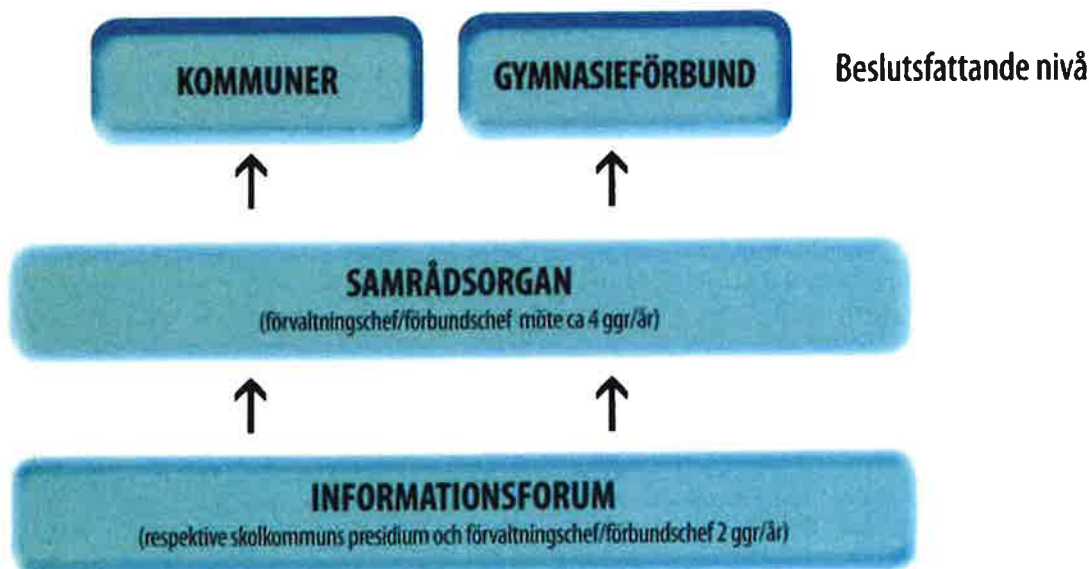 KOMMUNER
GYMNASIEFÖRBUND
Beslutsfattande nivå
SAMRÅDSORGAN
(förvaltningschef/förbundschef möte ca 4 ggr/år)
INFORMATIONSFORUM
(respektive skolkommuns presidium och förvaltningschef/förbundschef 2 ggr/år)